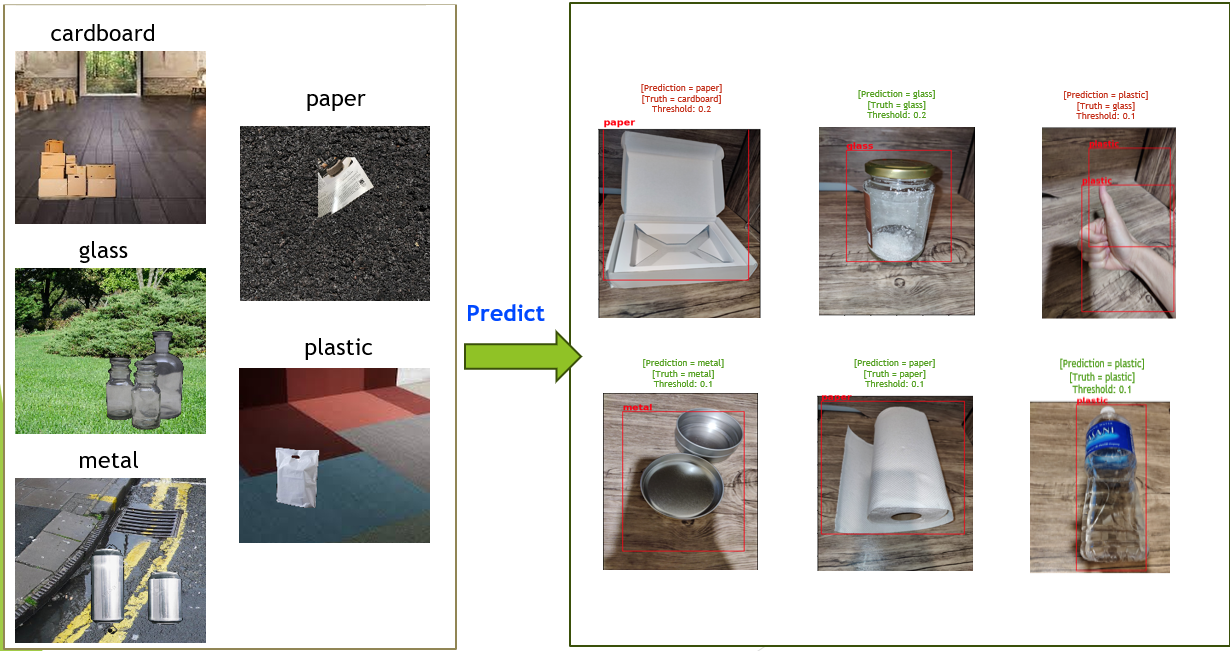 cardboard
glass
metal
paper
plastic
Predict
[Prediction = paper]
[Truth = cardboard]
Threshold: 0.2
paper
[Prediction = glass]
[Truth = glass]
Threshold: 0.2
glass
[Prediction = plastic]
[Truth = glass]
Threshold: 0.1
plastic
plastic
[Prediction = metal]
[Truth = metal]
Threshold: 0.1
metal
[Prediction = paper]
[Truth = paper]
Threshold: 0.1
paper
[Prediction = plastic]
[Truth = plastic]
Threshold: 0.1
plastic